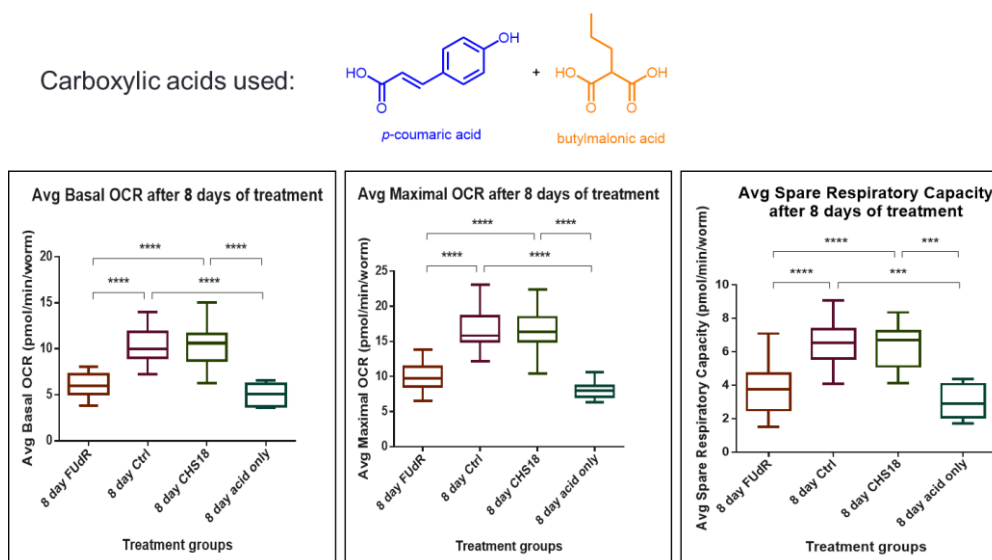 Carboxylic acids used:
HO
O
OH
+
HO
O
O
OH
p-coumaric acid
butylmalonic acid
Avg Basal OCR after 8 days of treatment
Avg Basal OCR (pmol/min/worm)
20
15
10
5
0
****
****
****
****
8 day FUdR
8 day Ctrl
8 day CHS18
8 day acid only
Treatment groups
Avg Maximal OCR after 8 days of treatment
Avg Maximal OCR (pmol/min/worm)
25
20
15
10
5
0
****
****
****
****
8 day FUdR
8 day Ctrl
8 day CHS18
8 day acid only
Treatment groups
Avg Spare Respiratory Capacity
after 8 days of treatment
Avg Spare Respiratory Capacity (pmol/min/worm)
8
6
4
2
0
****
***
****
***
8 day FUdR
8 day Ctrl
8 day CHS18
8 day acid only
Treatment groups